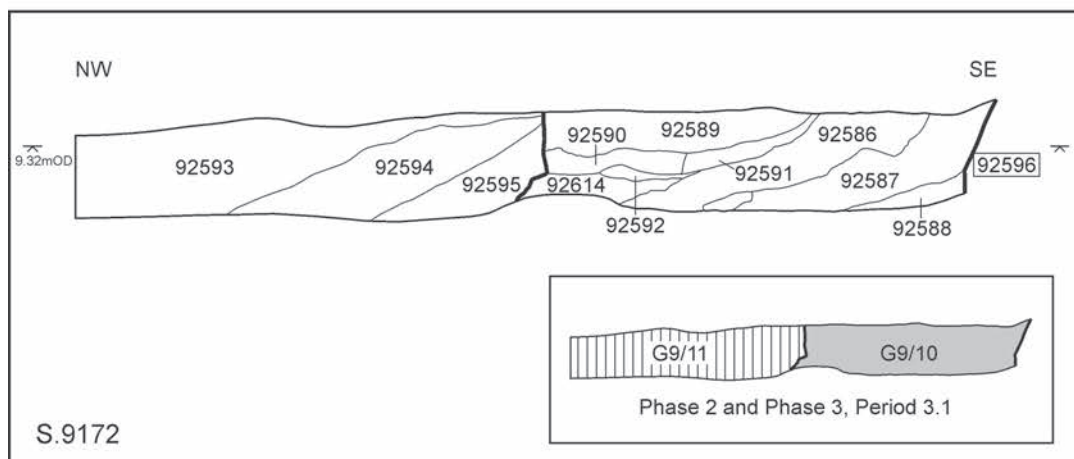 NW SE
9.32mOD
92590 92589 92586
92593 92594 92591 92596
92595 92614 92587
92592 92588
G9/11 G9/10
Phase 2 and Phase 3, Period 3.1
S.9172